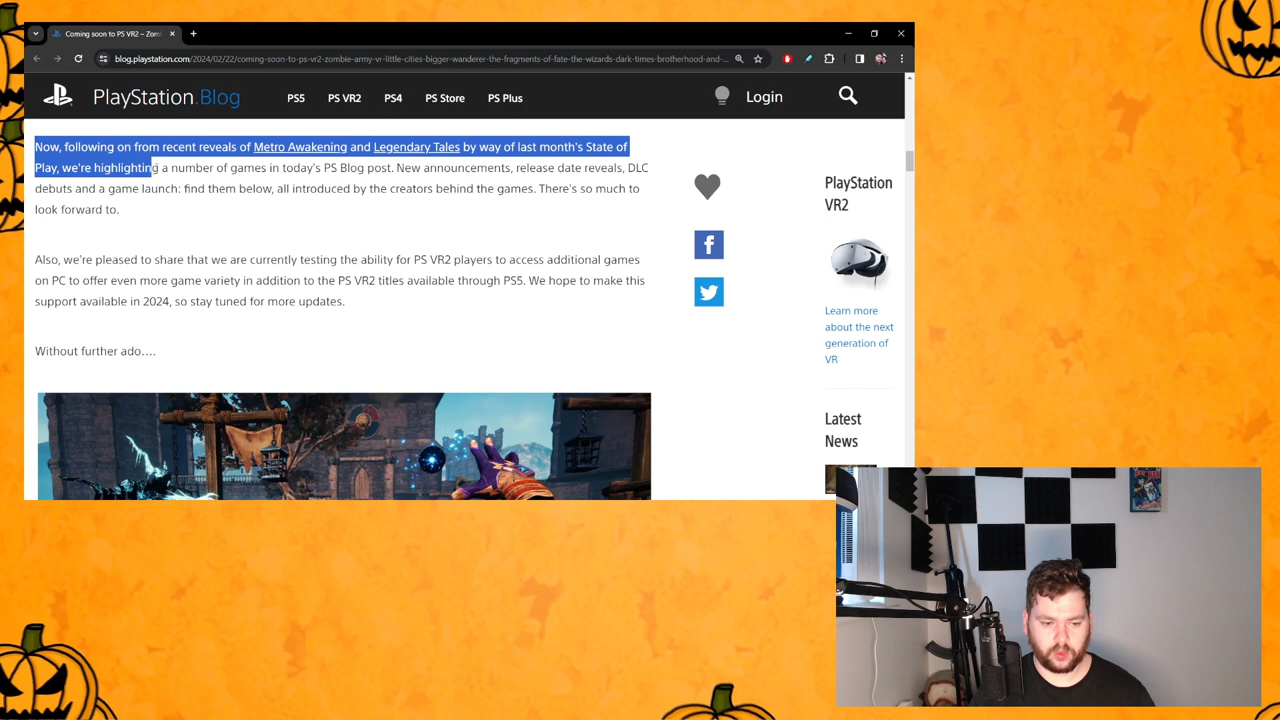 Coming soon to PS VR2 – Zom
blog.playstation.com/2024/02/22/coming-soon-to-ps-vr2-zombie-army-vr-little-cities-bigger-wanderer-the-fragments-of-fate-the-wizards-dark-times-brotherhood-and-...
PlayStation.Blog
PS5
PS VR2
PS4
PS Store
PS Plus
Login
Now, following on from recent reveals of Metro Awakening and Legendary Tales by way of last month's State of
Play, we're highlighting a number of games in today's PS Blog post. New announcements, release date reveals, DLC
debuts and a game launch: find them below, all introduced by the creators behind the games. There's so much to
look forward to.
Also, we're pleased to share that we are currently testing the ability for PS VR2 players to access additional games
on PC to offer even more game variety in addition to the PS VR2 titles available through PS5. We hope to make this
support available in 2024, so stay tuned for more updates.
Without further ado….
PlayStation
VR2
Learn more
about the next
generation of
VR
Latest
News